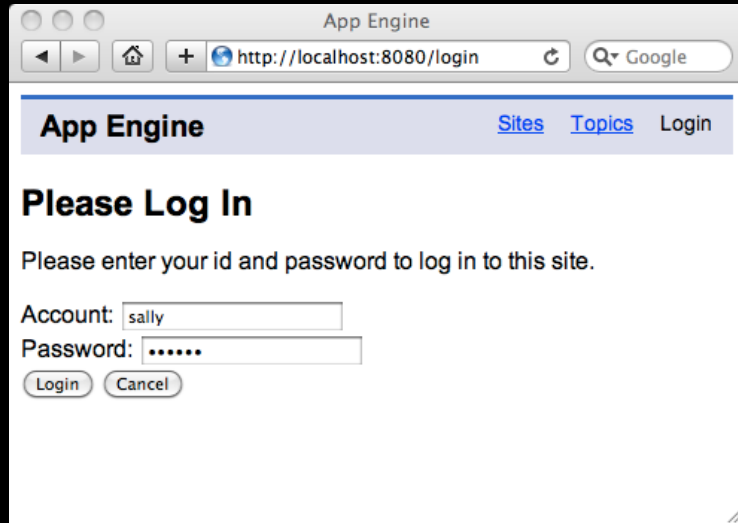 App Engine
http://localhost:8080/login Google
App Engine Sites Topics Login
Please Log In
Please enter your id and password to log in to this site.
Account: sally
Password: ••••••
Login Cancel